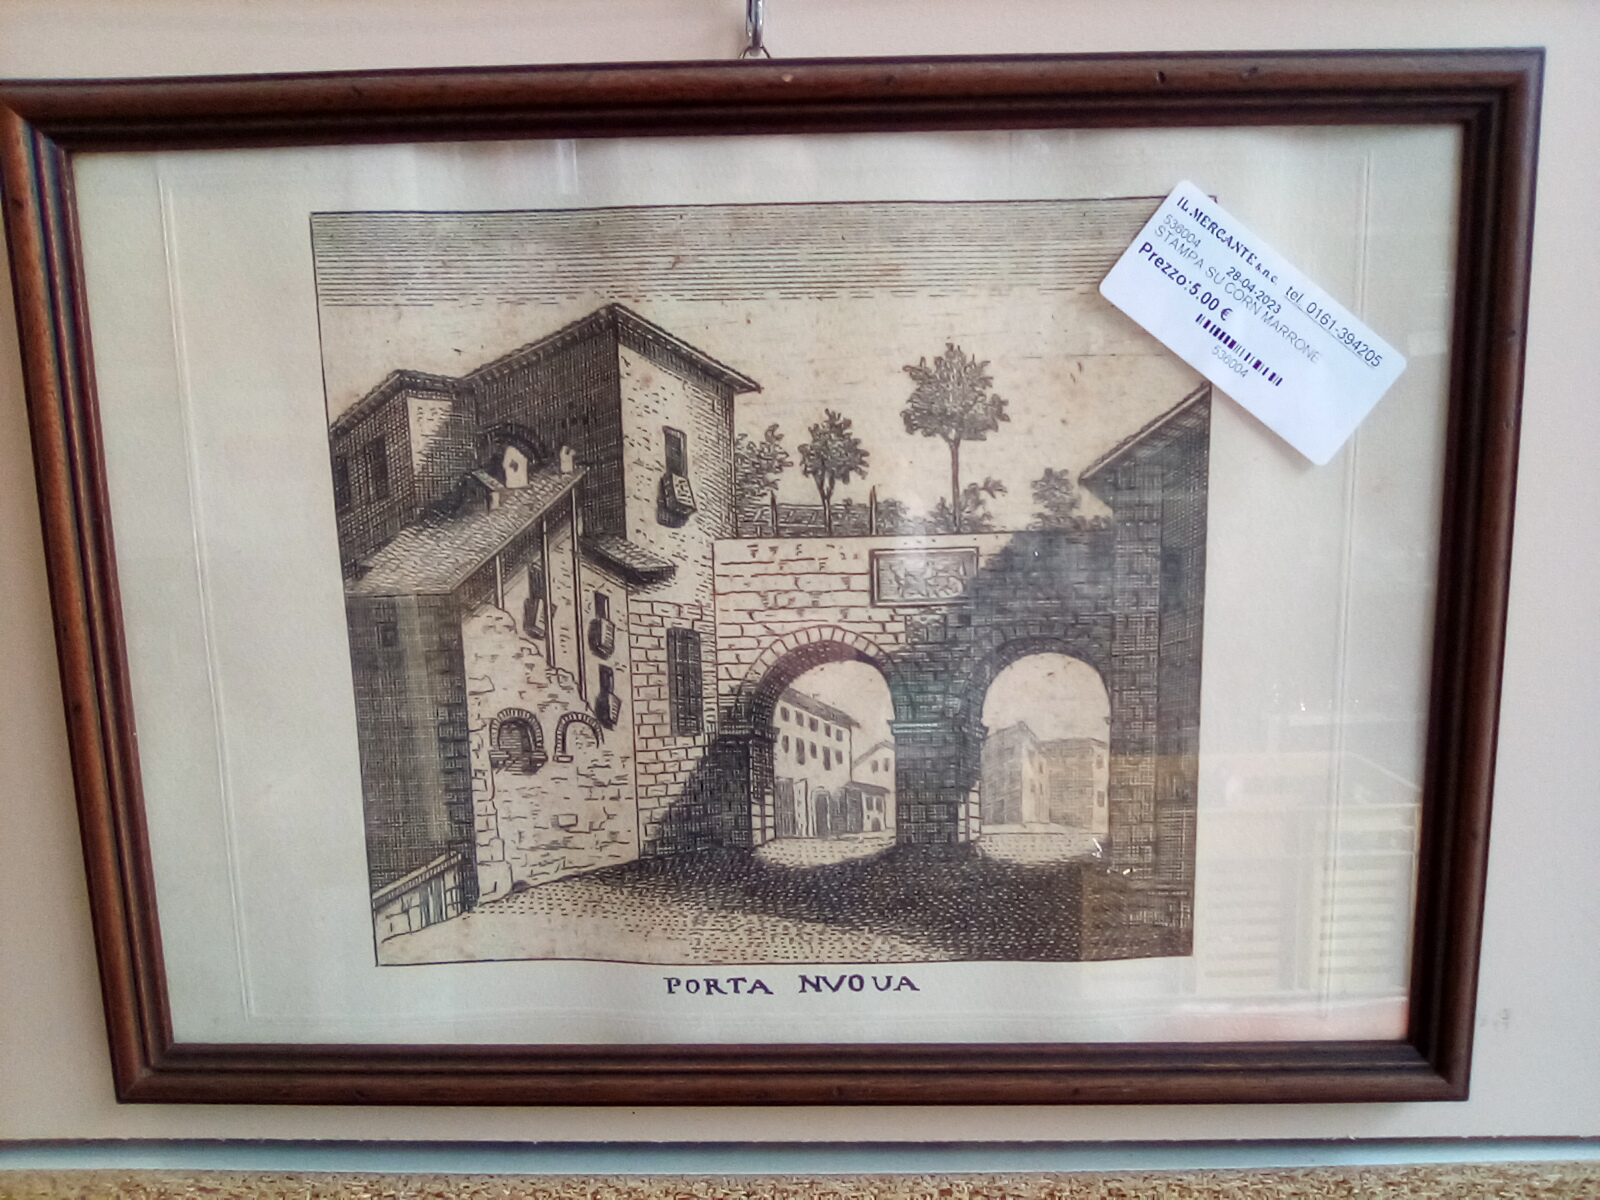 IL MERCANTE s.n.c. tel. 0161-394205
536004 28-04-2023
STAMPA SU CORN MARRONE
Prezzo:5.00 €
536004
PORTA NVOUA